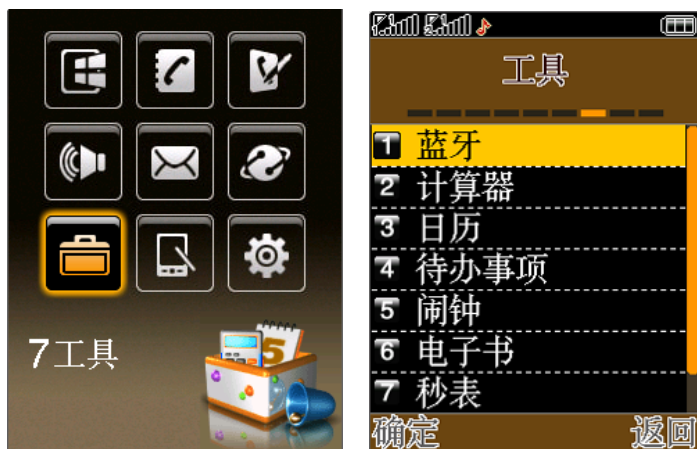 7工具
5
工具
1 蓝牙
2 计算器
3 日历
4 待办事项
5 闹钟
6 电子书
7 秒表
确定 返回